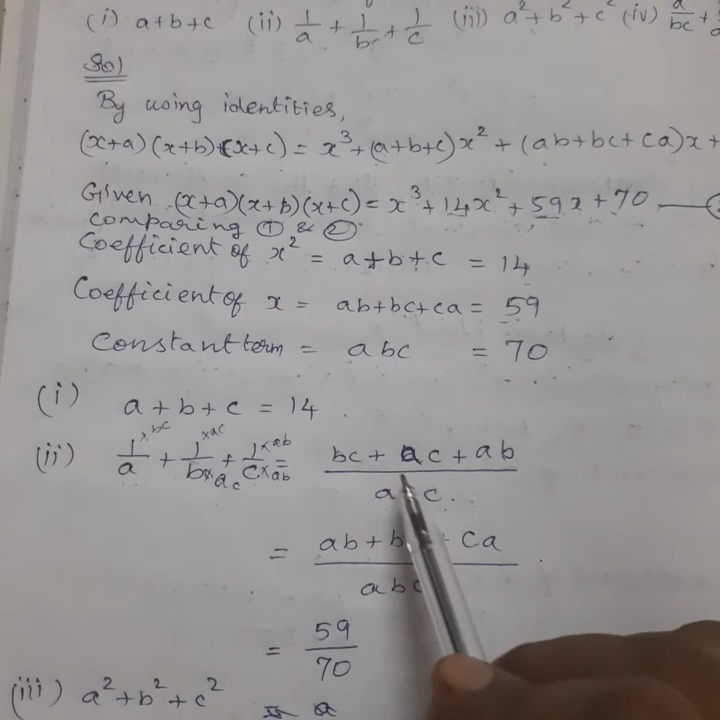 (i) a+b+c (ii) 1/a + 1/b + 1/c (iii) a²+b²+c² (iv) a/bc +
Sol
By using identities,
(x+a)(x+b)(x+c) = x³+(a+b+c)x² + (ab+bc+ca)x +
Given (x+a)(x+b)(x+c) = x³+14x²+59x+70
comparing ① & ②
Coefficient of x² = a+b+c = 14
Coefficient of x = ab+bc+ca = 59
Constant term = abc = 70
(i) a+b+c = 14.
(ii) 1×bc/a + 1×ac/b×ac + 1×ab/c×ab = bc+ac+ab / a c
= ab+b + ca / abc
= 59/70
(iii) a²+b²+c² = a